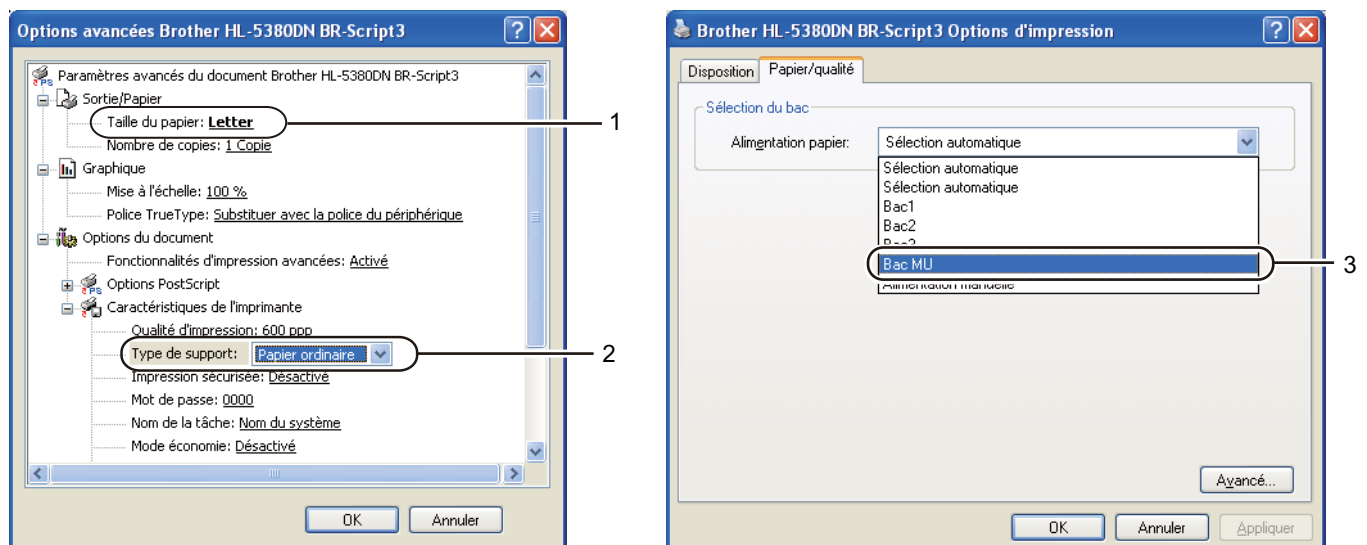 Options avancées Brother HL-5380DN BR-Script3
Paramètres avancés du document Brother HL-5380DN BR-Script3
Sortie/Papier
Taille du papier: Letter
1
Nombre de copies: 1 Copie
Graphique
Mise à l'échelle: 100 %
Police TrueType: Substituer avec la police du périphérique
Options du document
Fonctionnalités d'impression avancées: Activé
Options PostScript
Caractéristiques de l'imprimante
Qualité d'impression: 600 ppp
Type de support: Papier ordinaire
2
Impression sécurisée: Désactivé
Mot de passe: 0000
Nom de la tâche: Nom du système
Mode économie: Désactivé
OK Annuler
Brother HL-5380DN BR-Script3 Options d'impression
Disposition Papier/qualité
Sélection du bac
Alimentation papier: Sélection automatique
Sélection automatique
Sélection automatique
Bac1
Bac2
Bac MU
3
Alimentation manuelle
Avancé...
OK Annuler Appliquer